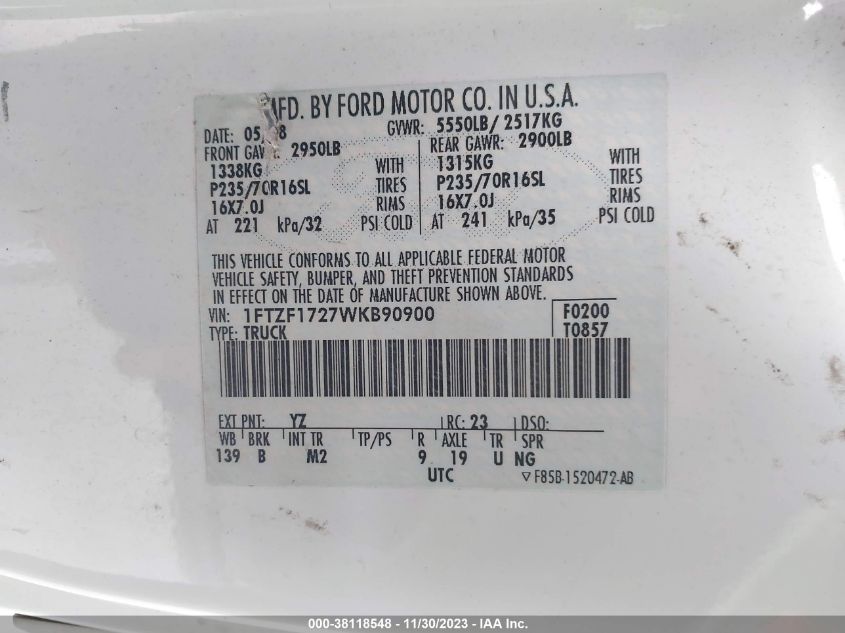 MFD. BY FORD MOTOR CO. IN U.S.A.
DATE: 05 8 GVWR: 5550LB/ 2517KG
FRONT GAW : 2950LB REAR GAWR: 2900LB
1338KG WITH 1315KG WITH
P235/70R16SL TIRES P235/70R16SL TIRES
16X7.0J RIMS 16X7.0J RIMS
AT 221 kPa/32 PSI COLD AT 241 kPa/35 PSI COLD
THIS VEHICLE CONFORMS TO ALL APPLICABLE FEDERAL MOTOR
VEHICLE SAFETY, BUMPER, AND THEFT PREVENTION STANDARDS
IN EFFECT ON THE DATE OF MANUFACTURE SHOWN ABOVE.
VIN: 1FTZF1727WKB90900 F0200
TYPE: TRUCK T0857
EXT PNT: YZ RC: 23 DSO:
WB BRK INT TR TP/PS R AXLE TR SPR
139 B M2 9 19 U NG
UTC ▽F85B-1520472-AB
000-38118548 - 11/30/2023 - IAA Inc.